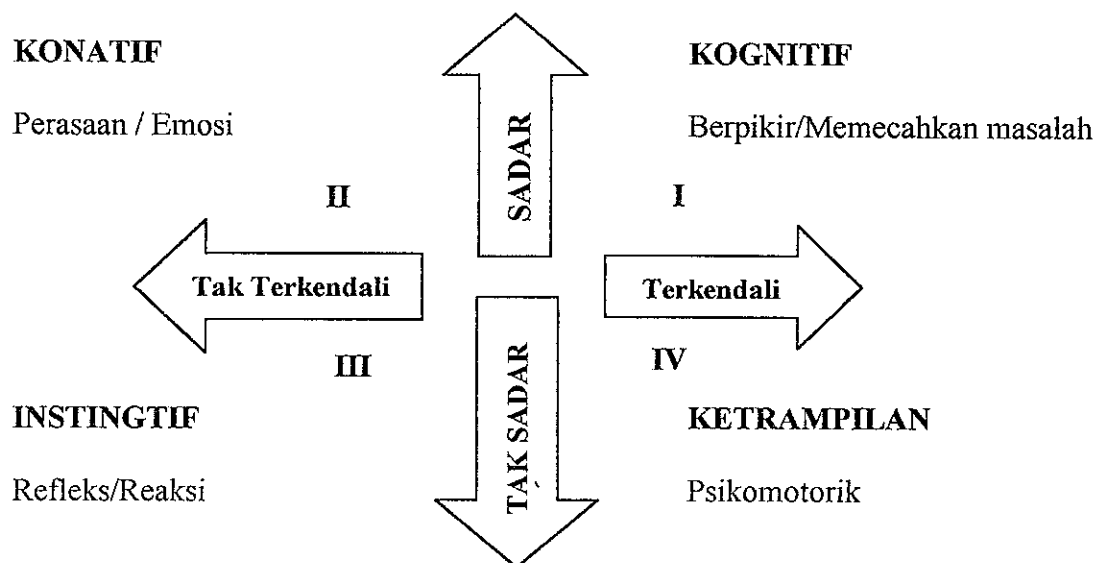 KONATIF
Perasaan / Emosi
KOGNITIF
Berpikir/Memecahkan masalah
SADAR
II
I
Tak Terkendali
Terkendali
III
IV
TAK SADAR
INSTINGTIF
Refleks/Reaksi
KETRAMPILAN
Psikomotorik